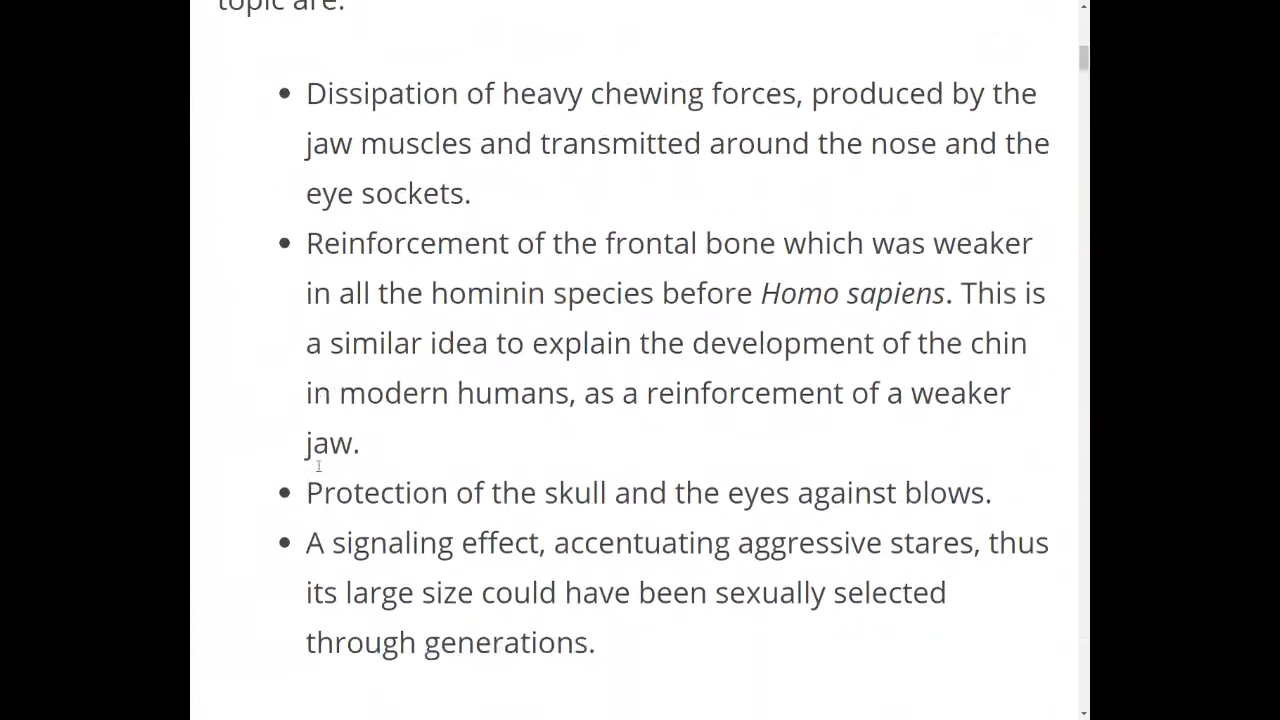 topic are:
Dissipation of heavy chewing forces, produced by the
jaw muscles and transmitted around the nose and the
eye sockets.
Reinforcement of the frontal bone which was weaker
in all the hominin species before Homo sapiens. This is
a similar idea to explain the development of the chin
in modern humans, as a reinforcement of a weaker
jaw.
Protection of the skull and the eyes against blows.
A signaling effect, accentuating aggressive stares, thus
its large size could have been sexually selected
through generations.